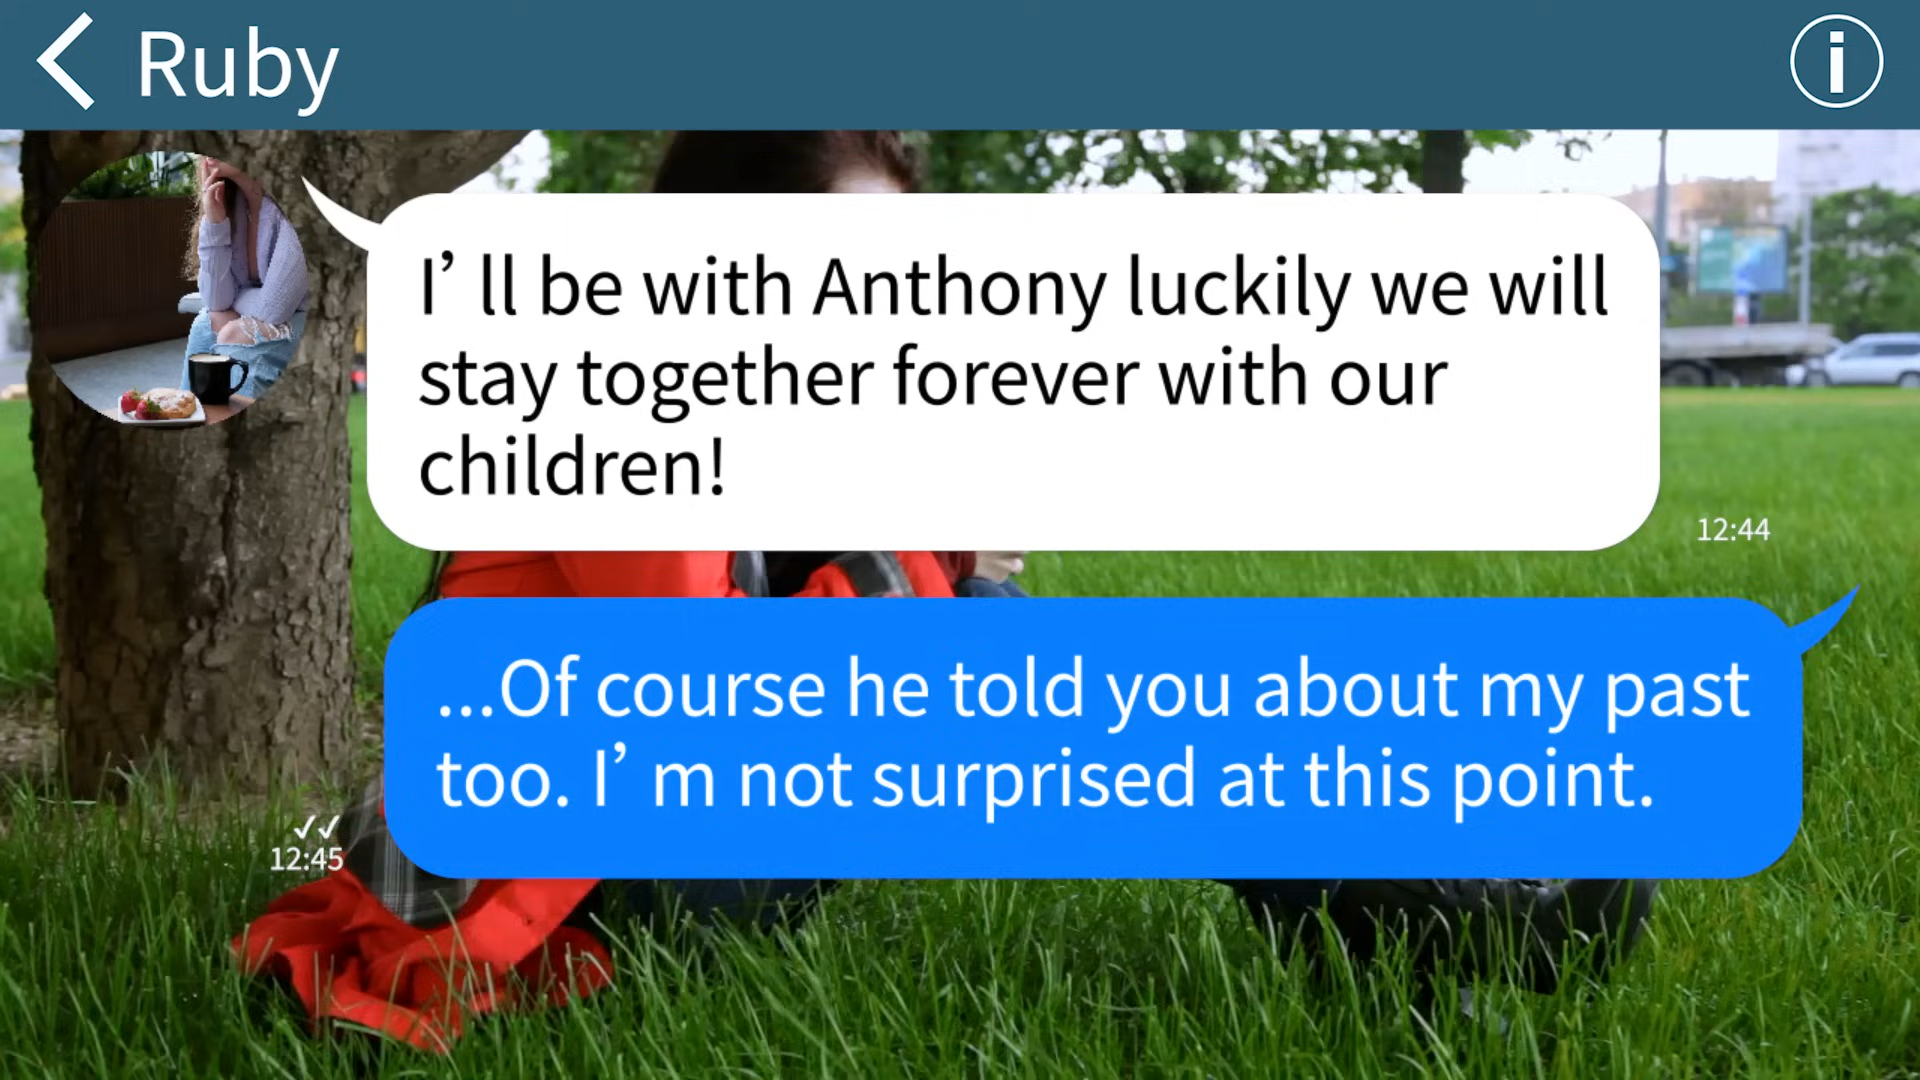 Ruby
I’ll be with Anthony luckily we will
stay together forever with our
children!
12:44
...Of course he told you about my past
too. I’m not surprised at this point.
12:45